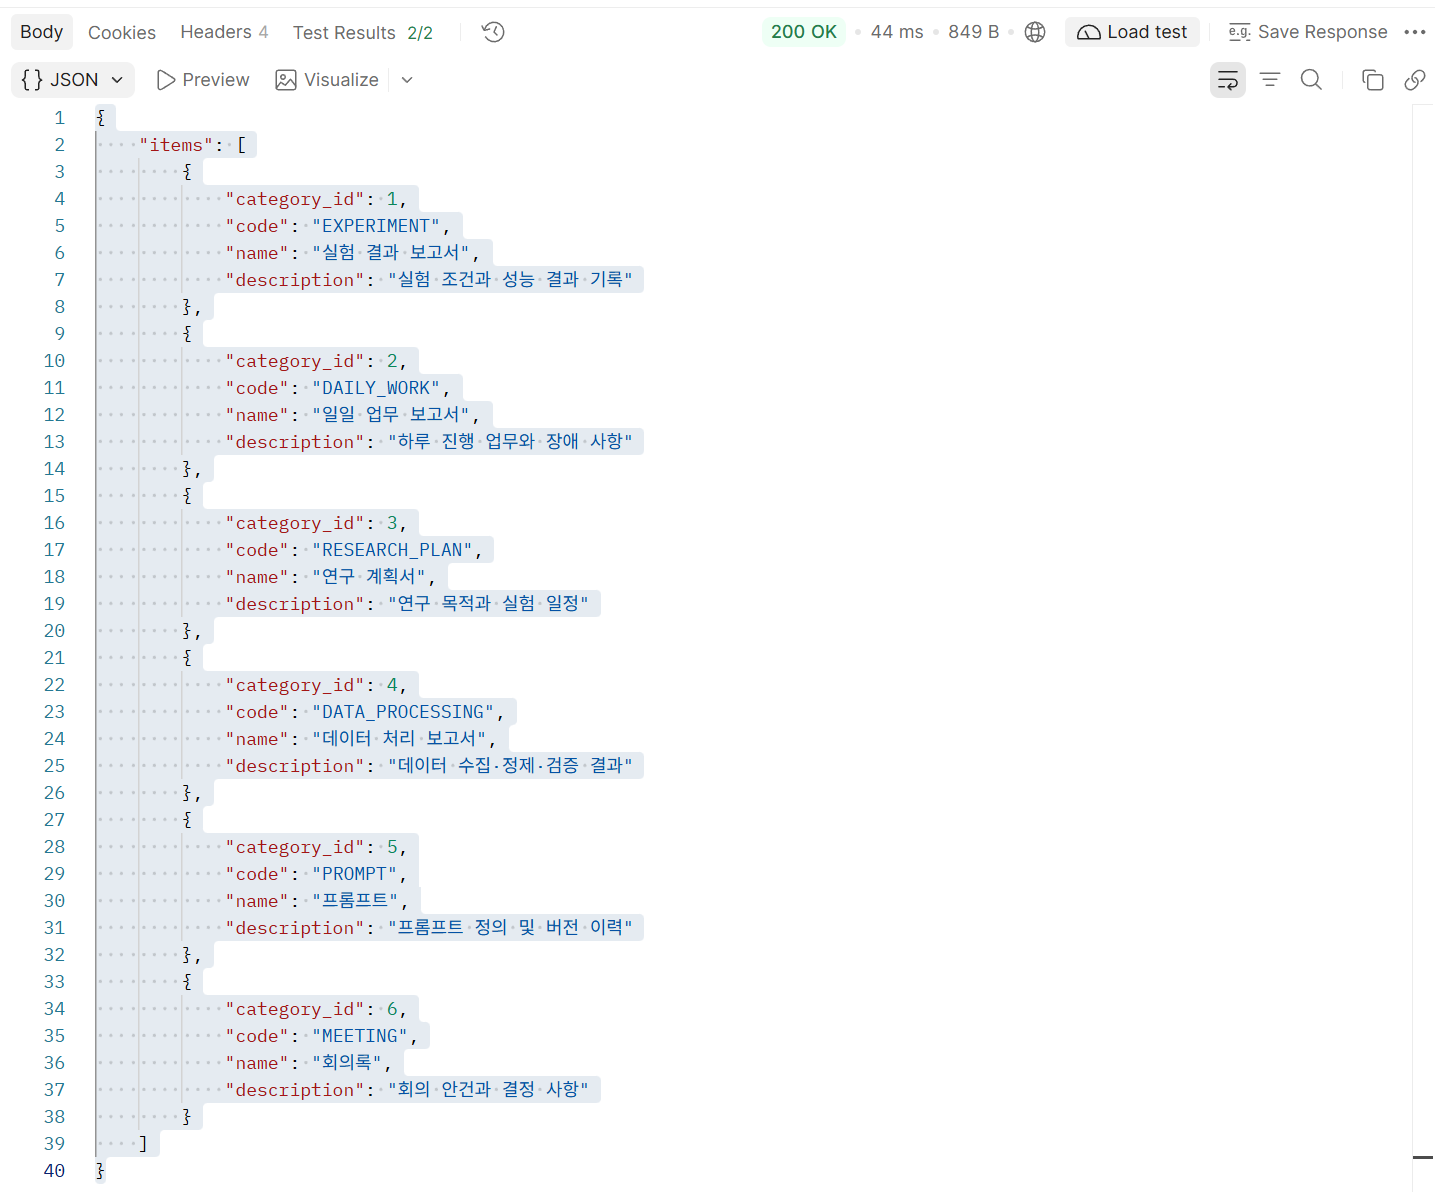 Body Cookies Headers 4 Test Results 2/2 200 OK 44 ms 849 B Load test e.g. Save Response
{} JSON Preview Visualize
1 {
2 "items": [
3 {
4 "category_id": 1,
5 "code": "EXPERIMENT",
6 "name": "실험 결과 보고서",
7 "description": "실험 조건과 성능 결과 기록"
8 },
9 {
10 "category_id": 2,
11 "code": "DAILY_WORK",
12 "name": "일일 업무 보고서",
13 "description": "하루 진행 업무와 장애 사항"
14 },
15 {
16 "category_id": 3,
17 "code": "RESEARCH_PLAN",
18 "name": "연구 계획서",
19 "description": "연구 목적과 실험 일정"
20 },
21 {
22 "category_id": 4,
23 "code": "DATA_PROCESSING",
24 "name": "데이터 처리 보고서",
25 "description": "데이터 수집·정제·검증 결과"
26 },
27 {
28 "category_id": 5,
29 "code": "PROMPT",
30 "name": "프롬프트",
31 "description": "프롬프트 정의 및 버전 이력"
32 },
33 {
34 "category_id": 6,
35 "code": "MEETING",
36 "name": "회의록",
37 "description": "회의 안건과 결정 사항"
38 }
39 ]
40 }